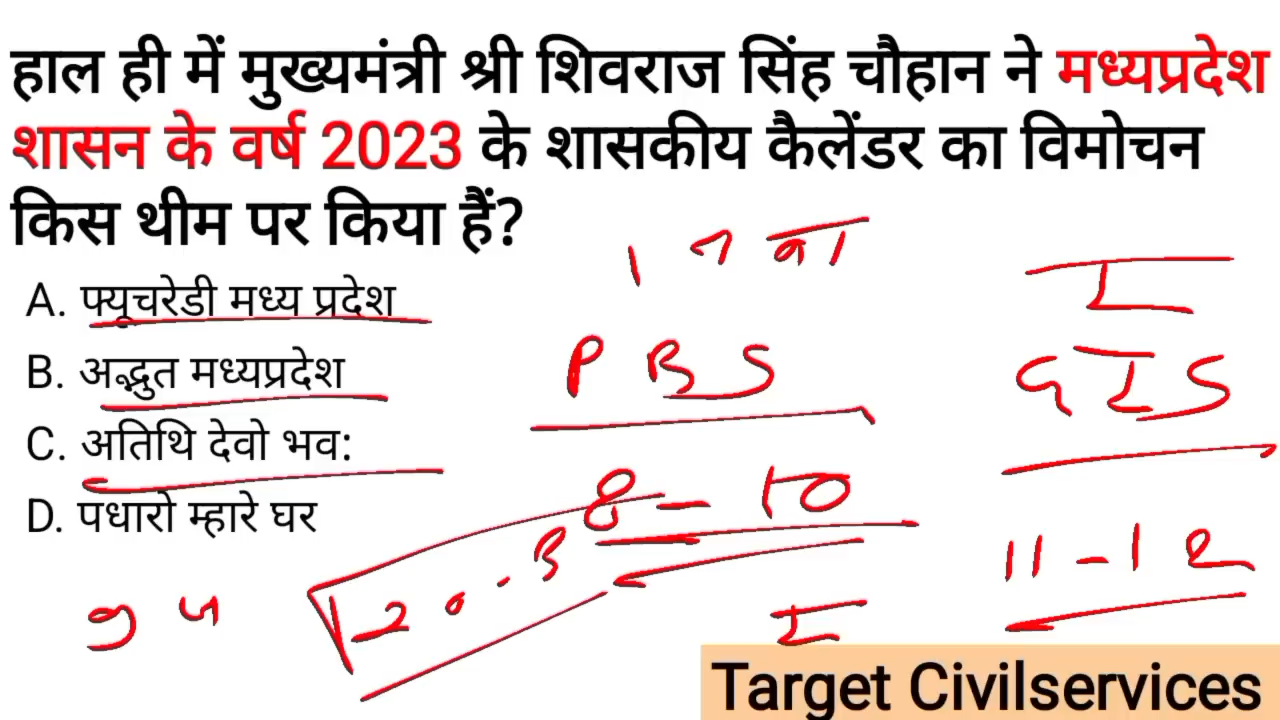 हाल ही में मुख्यमंत्री श्री शिवराज सिंह चौहान ने मध्यप्रदेश
शासन के वर्ष 2023 के शासकीय कैलेंडर का विमोचन
किस थीम पर किया हैं?
A. फ्यूचरेडी मध्य प्रदेश
B. अद्भुत मध्यप्रदेश
C. अतिथि देवो भव:
D. पधारो म्हारे घर
PBS
I
GIS
8-10
11-12
I
Target Civilservices